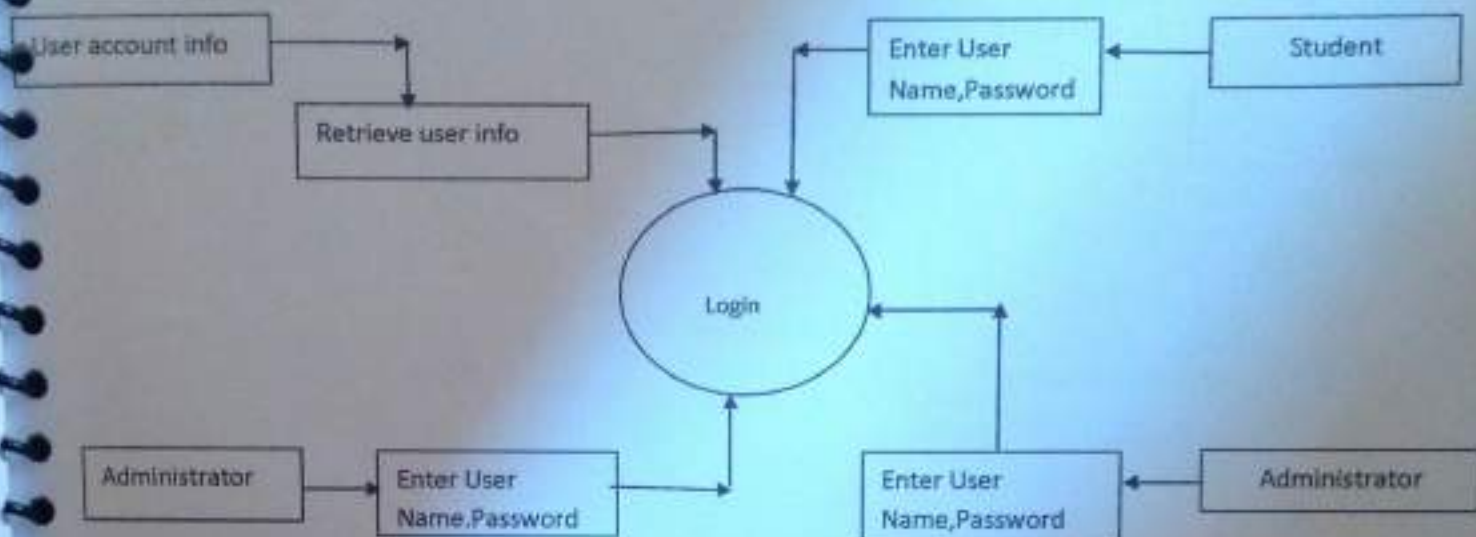 User account info
Enter User
Name,Password
Student
Retrieve user info
Login
Administrator
Enter User
Name,Password
Enter User
Name,Password
Administrator